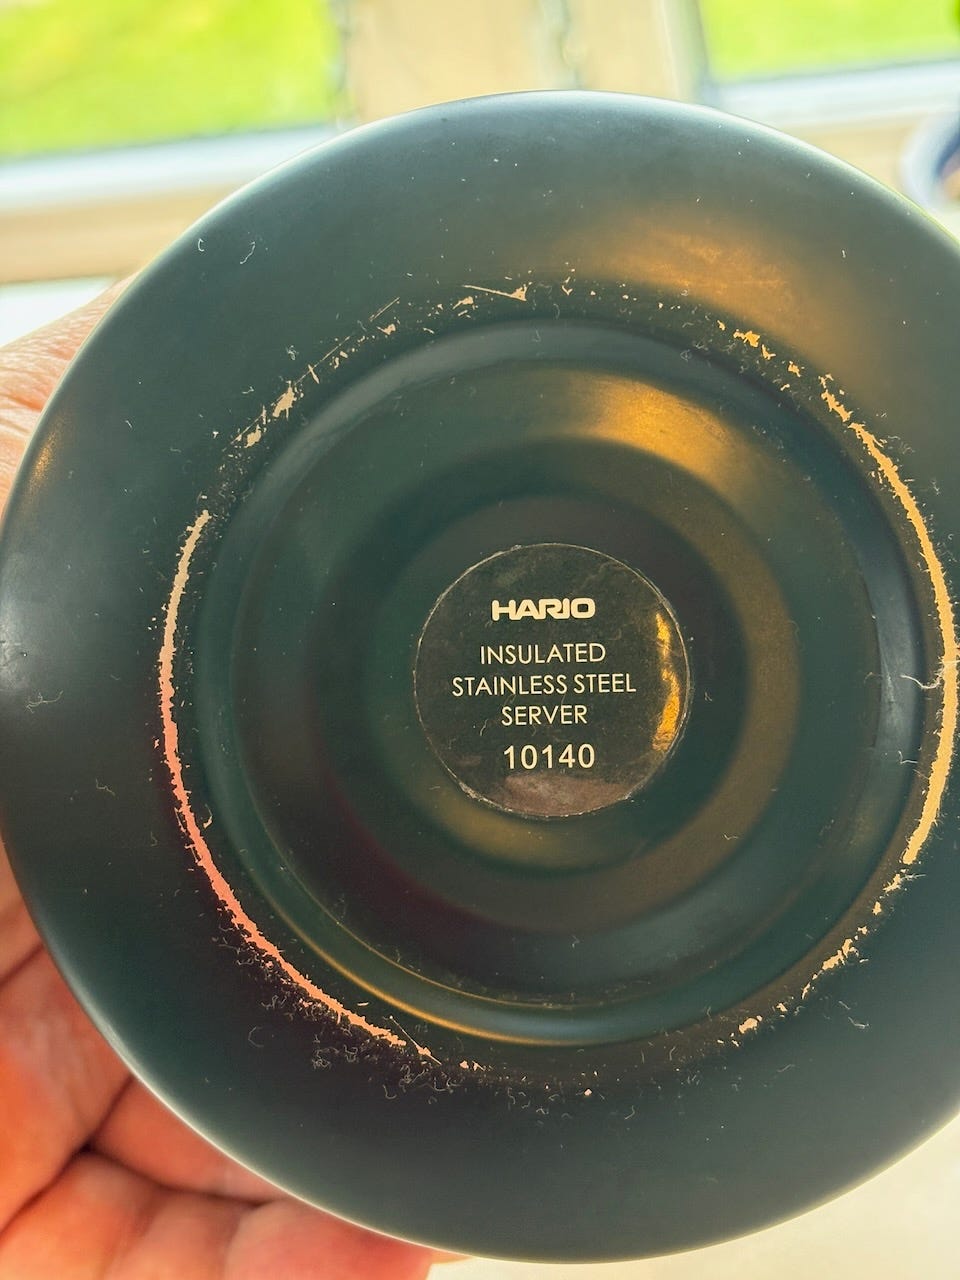 HARIO
INSULATED
STAINLESS STEEL
SERVER
10140